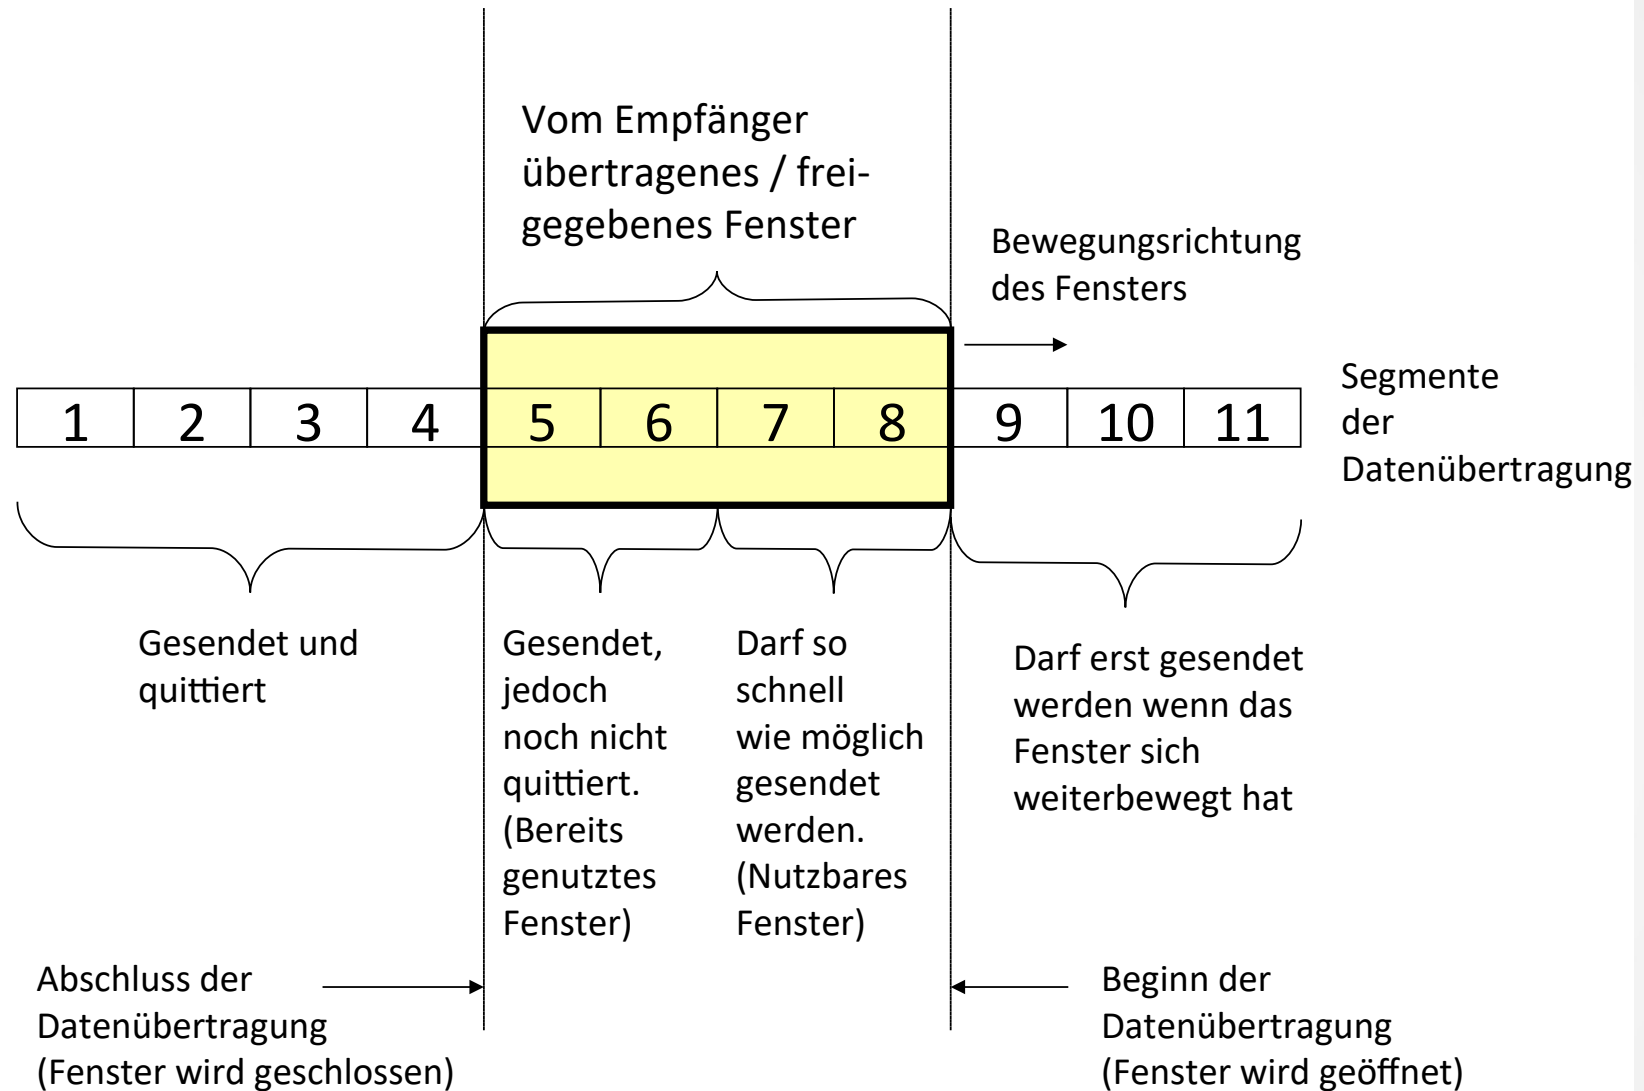 Vom Empfänger
übertragenes / frei-
gegebenes Fenster
Bewegungsrichtung
des Fensters
1 2 3 4 5 6 7 8 9 10 11
Segmente
der
Datenübertragung
Gesendet und
quittiert
Gesendet,
jedoch
noch nicht
quittiert.
(Bereits
genutztes
Fenster)
Darf so
schnell
wie möglich
gesendet
werden.
(Nutzbares
Fenster)
Darf erst gesendet
werden wenn das
Fenster sich
weiterbewegt hat
Abschluss der
Datenübertragung
(Fenster wird geschlossen)
Beginn der
Datenübertragung
(Fenster wird geöffnet)